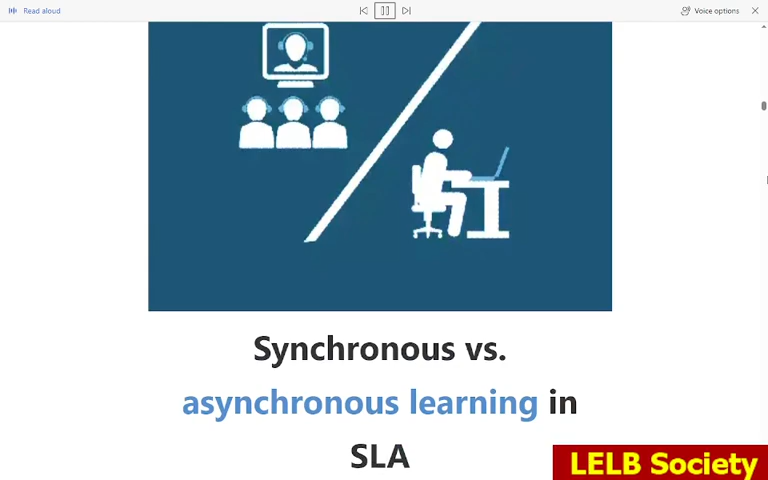 Read aloud
Voice options
Synchronous vs.
asynchronous learning in
SLA
LELB Society